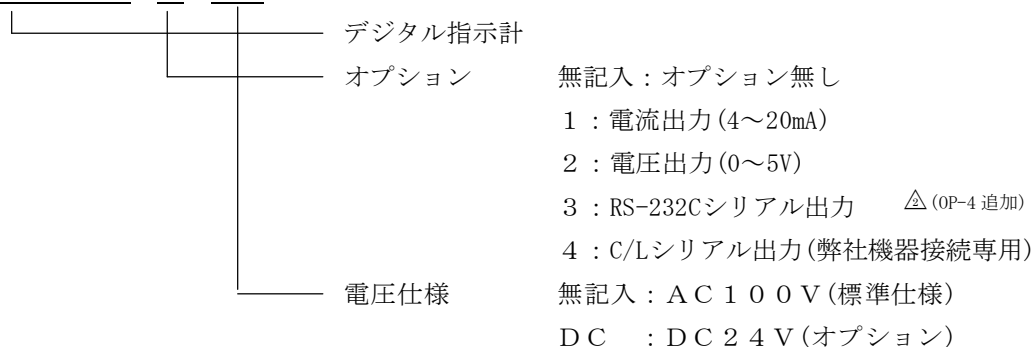 デジタル指示計
オプション 無記入：オプション無し
１：電流出力(4～20mA)
２：電圧出力(0～5V)
３：RS-232Cシリアル出力 2 (OP-4 追加)
４：C/Lシリアル出力(弊社機器接続専用)
電圧仕様 無記入：ＡＣ１００Ｖ(標準仕様)
ＤＣ ：ＤＣ２４Ｖ(オプション)